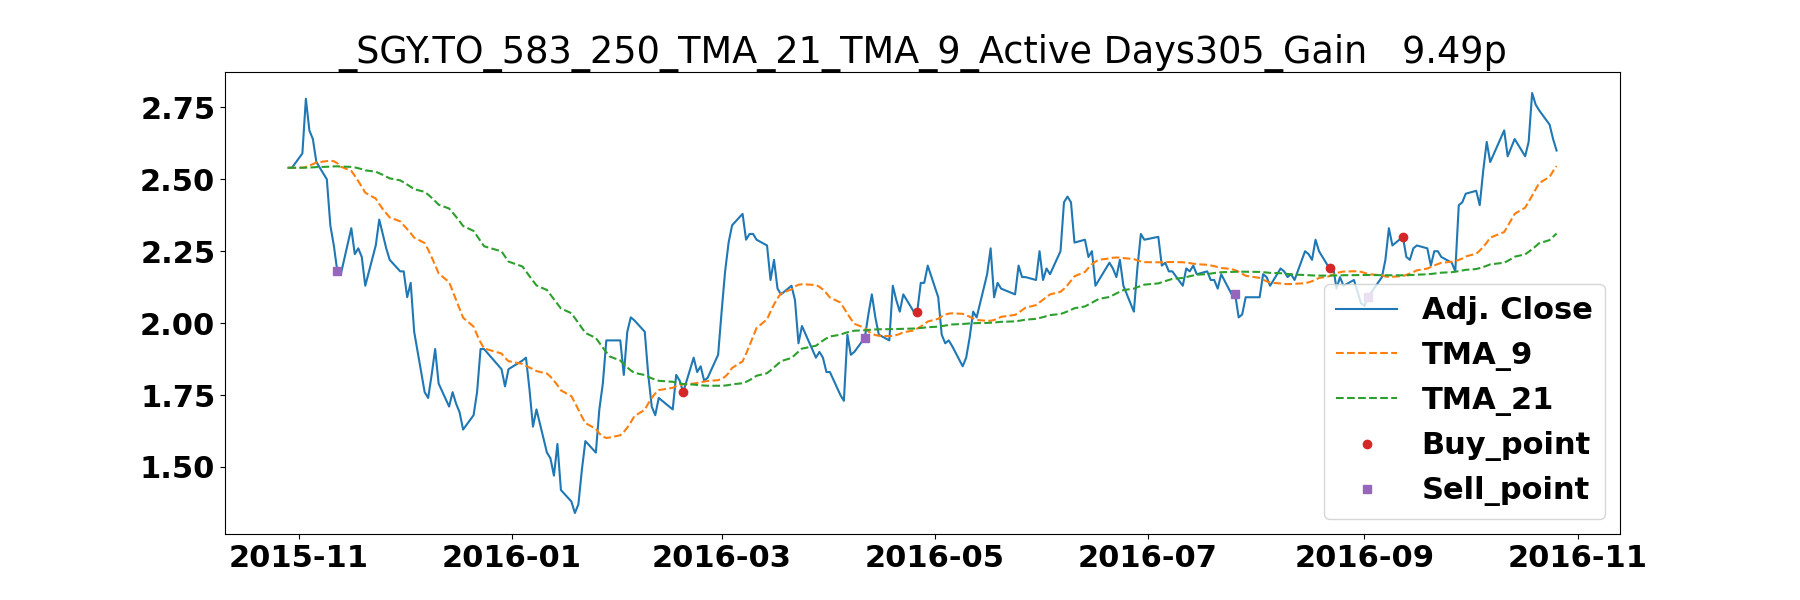 _SGY.TO_583_250_TMA_21_TMA_9_Active Days305_Gain   9.49p
2.75
2.50
2.25
2.00
1.75
1.50
Adj. Close
TMA_9
TMA_21
Buy_point
Sell_point
2015-11 2016-01 2016-03 2016-05 2016-07 2016-09 2016-11